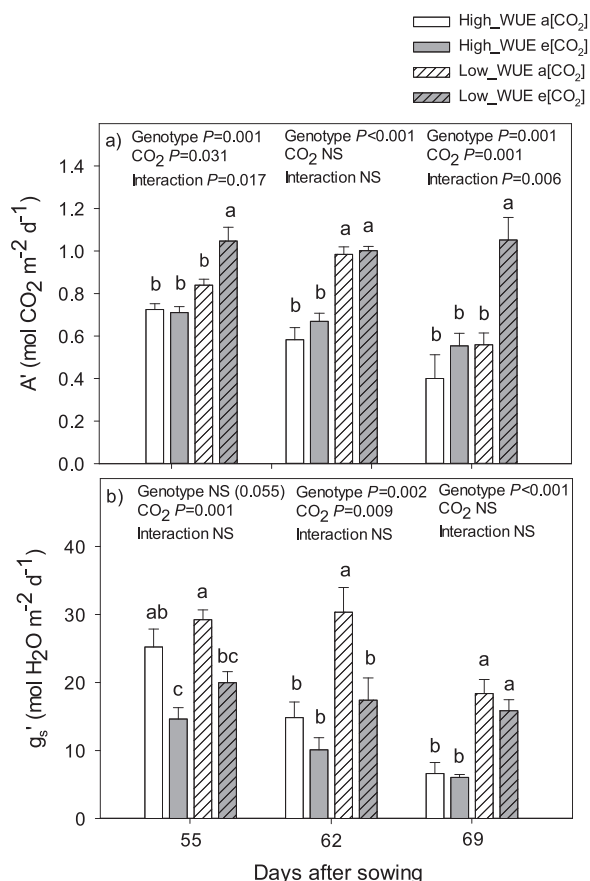 High_WUE a[CO₂]
High_WUE e[CO₂]
Low_WUE a[CO₂]
Low_WUE e[CO₂]
a) Genotype P=0.001 Genotype P<0.001 Genotype P=0.001
CO₂ P=0.031 CO₂ NS CO₂ P=0.001
Interaction P=0.017 Interaction NS Interaction P=0.006
A' (mol CO₂ m⁻² d⁻¹)
1.4
1.2
1.0
0.8
0.6
0.4
0.2
0.0
b b b a
b b a a
b b b a
b) Genotype NS (0.055) Genotype P=0.002 Genotype P<0.001
CO₂ P=0.001 CO₂ P=0.009 CO₂ NS
Interaction NS Interaction NS Interaction NS
gₛ' (mol H₂O m⁻² d⁻¹)
40
30
20
10
0
ab c a bc
b b a b
b b a a
55 62 69
Days after sowing